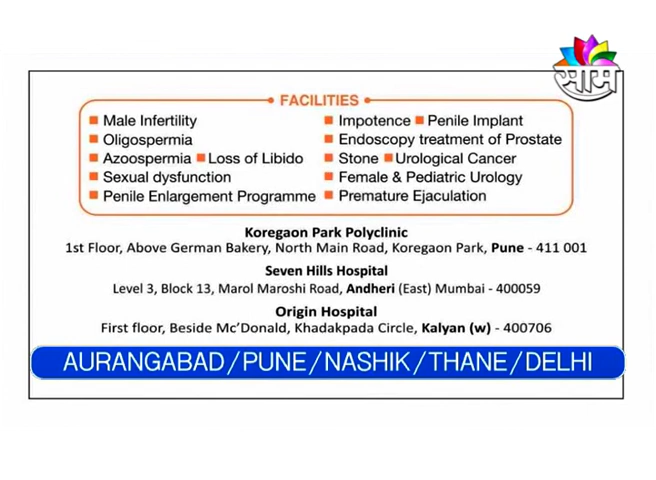 साम
FACILITIES
Male Infertility
Oligospermia
Azoospermia Loss of Libido
Sexual dysfunction
Penile Enlargement Programme
Impotence Penile Implant
Endoscopy treatment of Prostate
Stone Urological Cancer
Female & Pediatric Urology
Premature Ejaculation
Koregaon Park Polyclinic
1st Floor, Above German Bakery, North Main Road, Koregaon Park, Pune - 411 001
Seven Hills Hospital
Level 3, Block 13, Marol Maroshi Road, Andheri (East) Mumbai - 400059
Origin Hospital
First floor, Beside Mc'Donald, Khadakpada Circle, Kalyan (w) - 400706
AURANGABAD/PUNE/NASHIK/THANE/DELHI